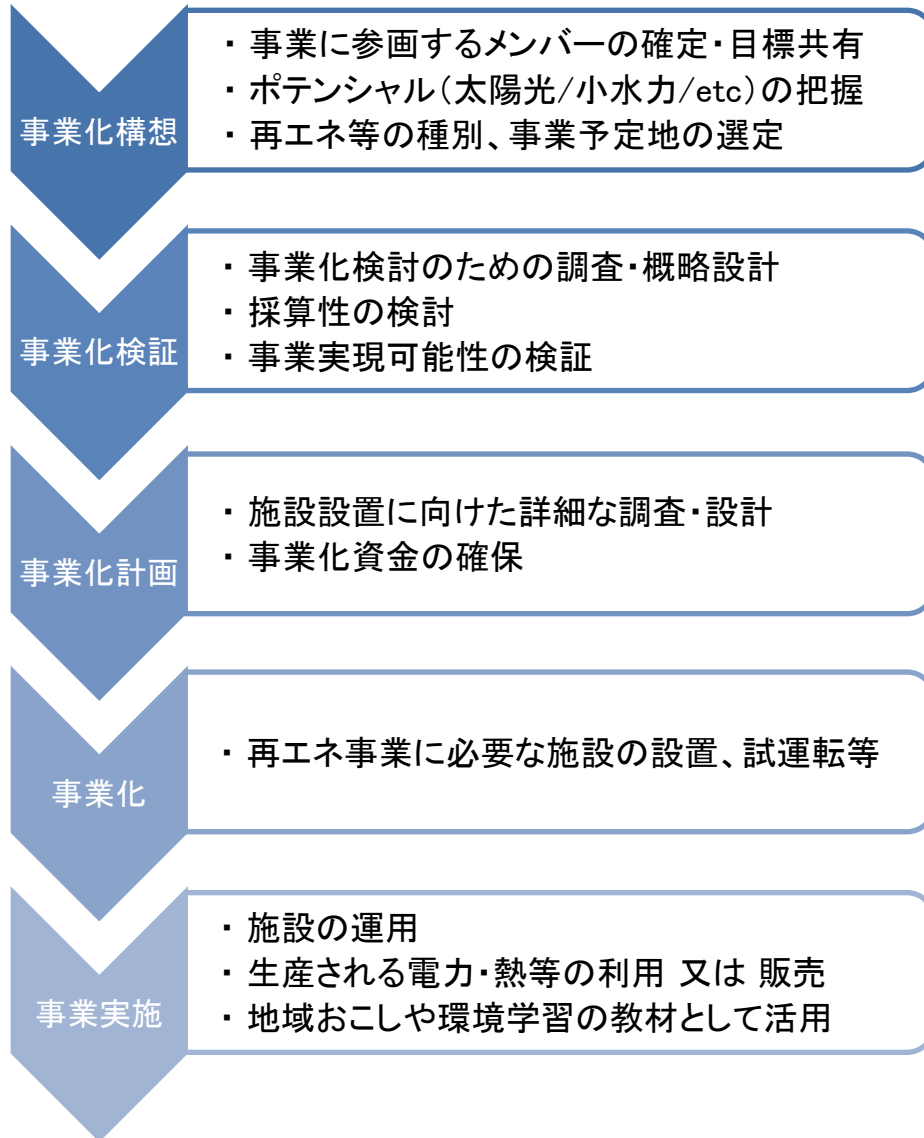 事業化構想
・ 事業に参画するメンバーの確定・目標共有
・ ポテンシャル(太陽光/小水力/etc)の把握
・ 再エネ等の種別、事業予定地の選定
事業化検証
・ 事業化検討のための調査・概略設計
・ 採算性の検討
・ 事業実現可能性の検証
事業化計画
・ 施設設置に向けた詳細な調査・設計
・ 事業化資金の確保
事業化
・ 再エネ事業に必要な施設の設置、試運転等
事業実施
・ 施設の運用
・ 生産される電力・熱等の利用 又は 販売
・ 地域おこしや環境学習の教材として活用